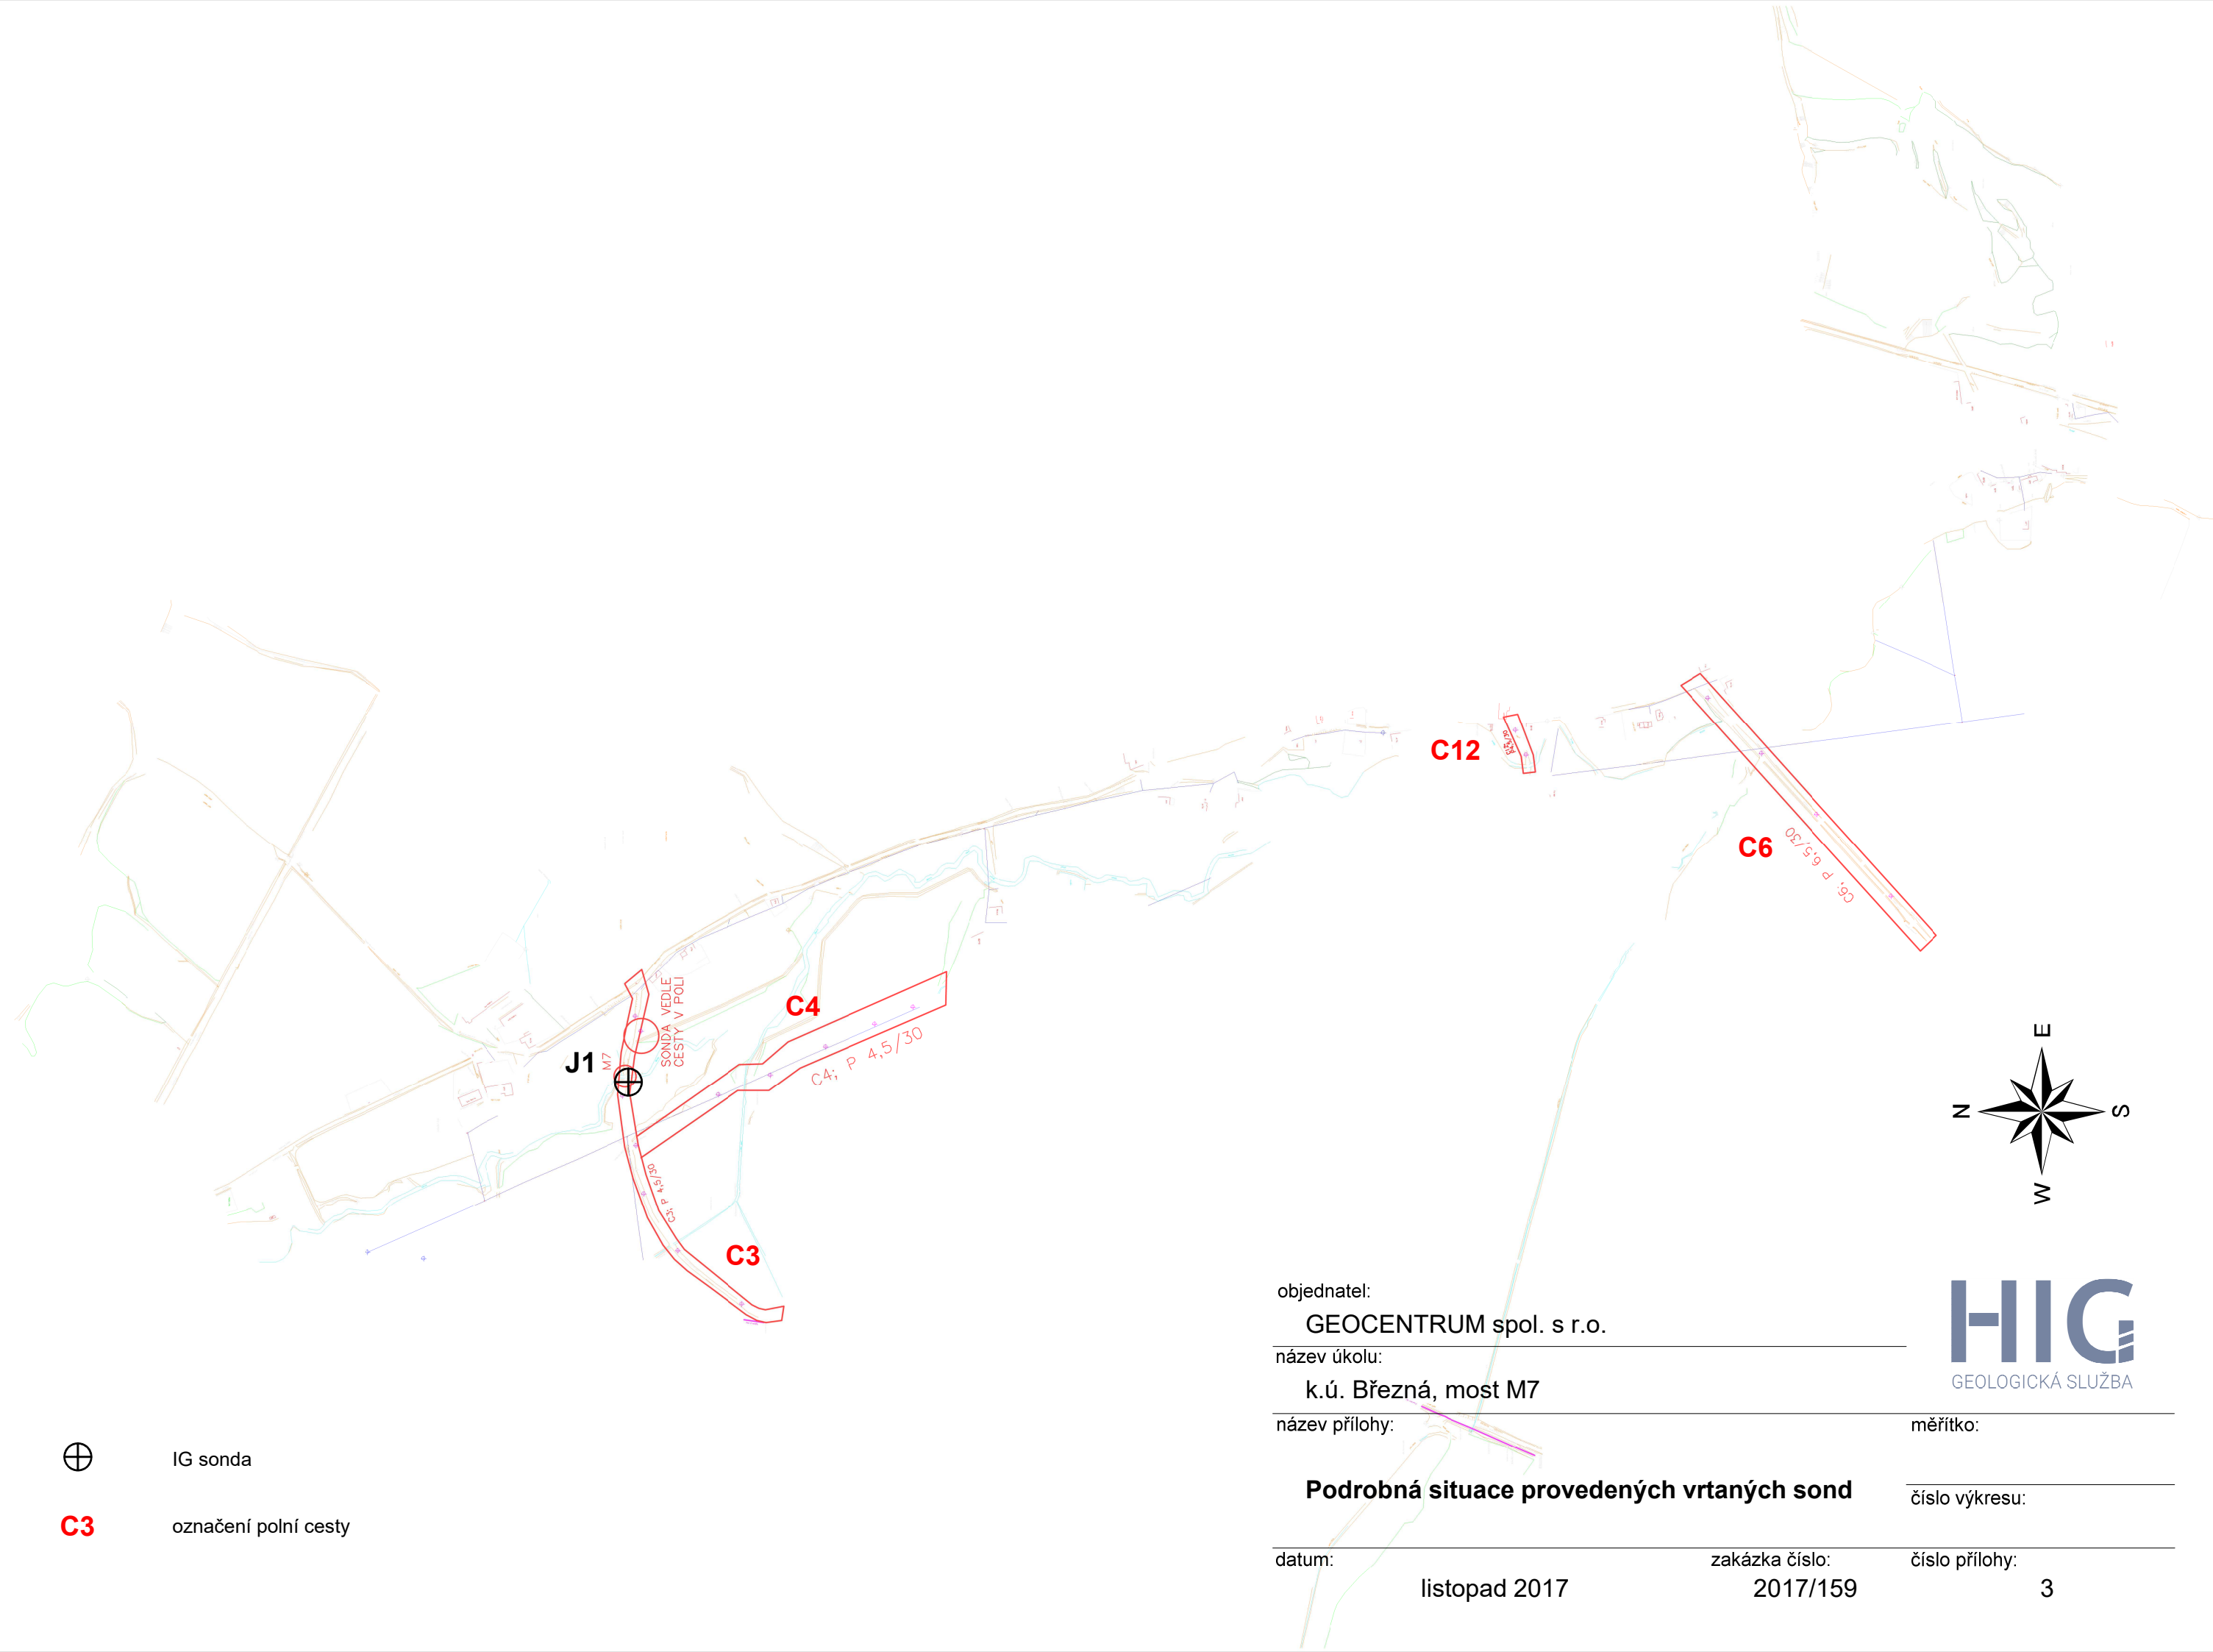 C12
C6
C6; P 6,5/30
C4
C4; P 4,5/30
SONDA VEDLE
CESTY V POLI
M7
J1
C3; P 4,5/30
C3
E
N
S
W
HIG
GEOLOGICKÁ SLUŽBA
objednatel:
GEOCENTRUM spol. s r.o.
název úkolu:
k.ú. Březná, most M7
název přílohy:
měřítko:
Podrobná situace provedených vrtaných sond
číslo výkresu:
datum:
zakázka číslo:
číslo přílohy:
listopad 2017
2017/159
3
IG sonda
C3
označení polní cesty